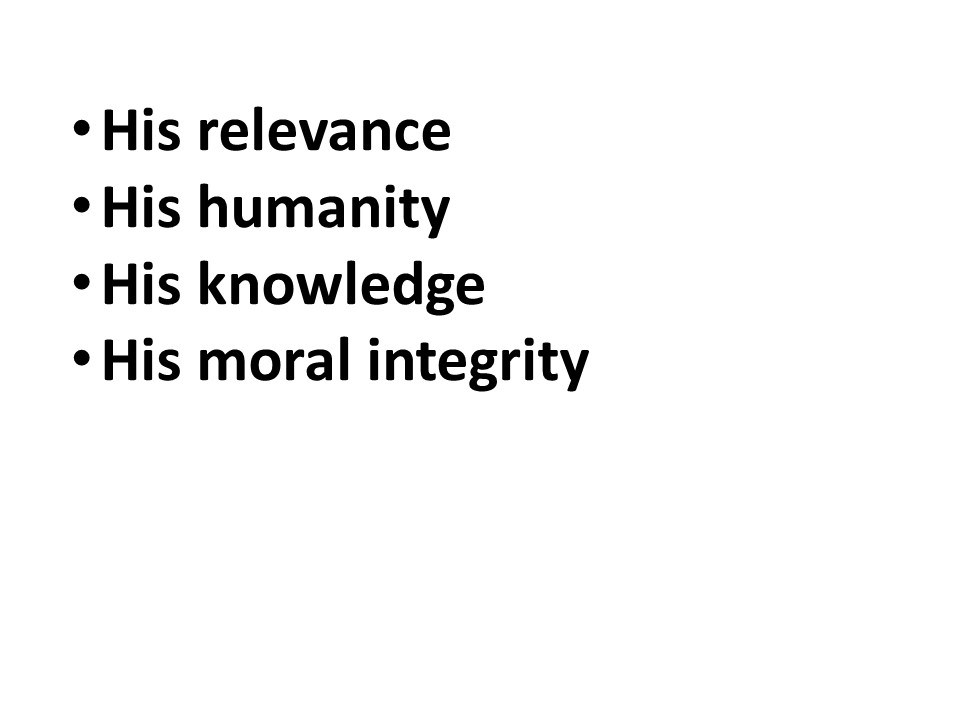 • His relevance
• His humanity
• His knowledge
• His moral integrity